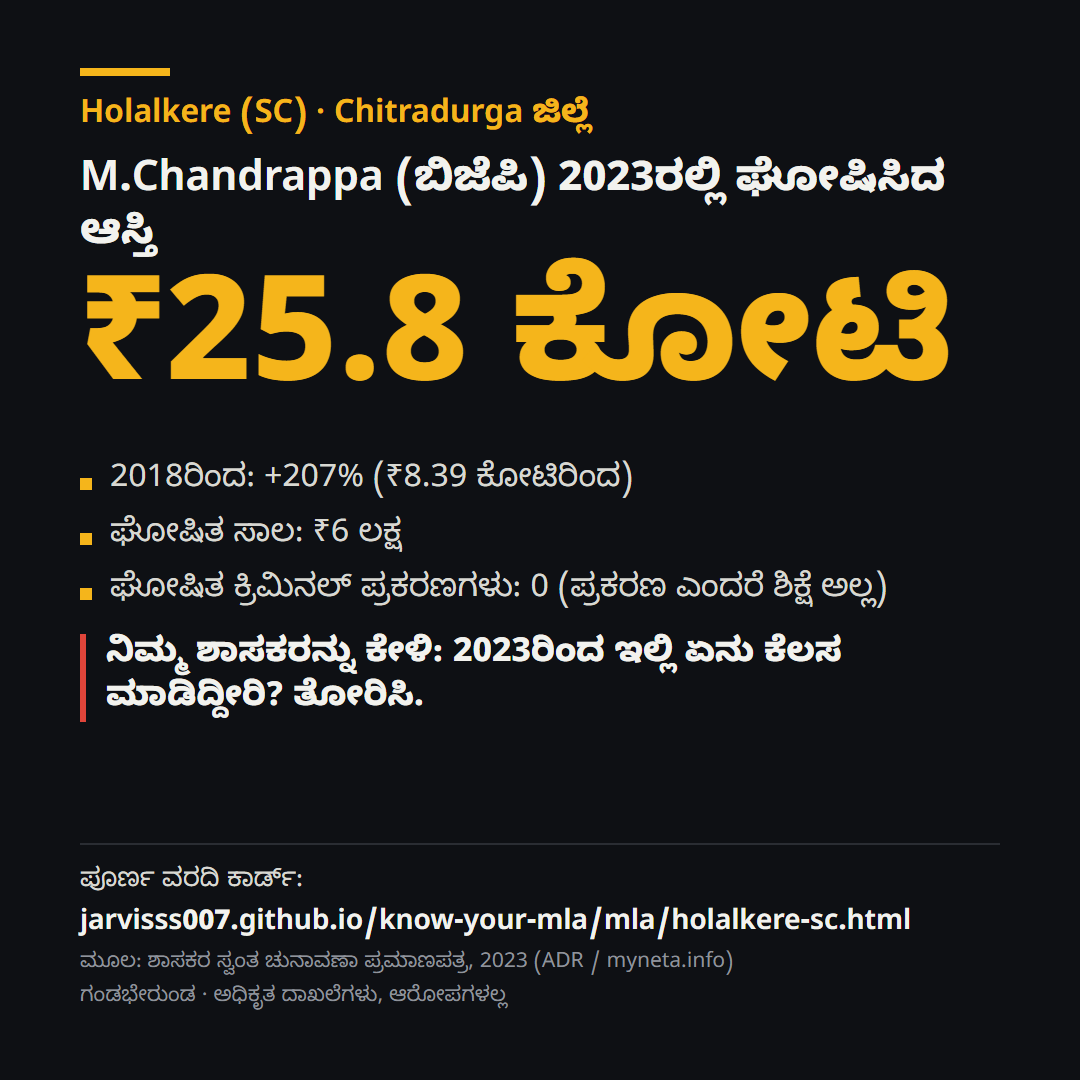 Holalkere (SC) · Chitradurga ಜಿಲ್ಲೆ
M.Chandrappa (ಬಿಜೆಪಿ) 2023ರಲ್ಲಿ ಘೋಷಿಸಿದ
ಆಸ್ತಿ
₹25.8 ಕೋಟಿ
2018ರಿಂದ: +207% (₹8.39 ಕೋಟಿರಿಂದ)
ಘೋಷಿತ ಸಾಲ: ₹6 ಲಕ್ಷ
ಘೋಷಿತ ಕ್ರಿಮಿನಲ್ ಪ್ರಕರಣಗಳು: 0 (ಪ್ರಕರಣ ಎಂದರೆ ಶಿಕ್ಷೆ ಅಲ್ಲ)
ನಿಮ್ಮ ಶಾಸಕರನ್ನು ಕೇಳಿ: 2023ರಿಂದ ಇಲ್ಲಿ ಏನು ಕೆಲಸ
ಮಾಡಿದ್ದೀರಿ? ತೋರಿಸಿ.
ಪೂರ್ಣ ವರದಿ ಕಾರ್ಡ್:
jarvisss007.github.io/know-your-mla/mla/holalkere-sc.html
ಮೂಲ: ಶಾಸಕರ ಸ್ವಂತ ಚುನಾವಣಾ ಪ್ರಮಾಣಪತ್ರ, 2023 (ADR / myneta.info)
ಗಂಡಭೇರುಂಡ · ಅಧಿಕೃತ ದಾಖಲೆಗಳು, ಆರೋಪಗಳಲ್ಲ